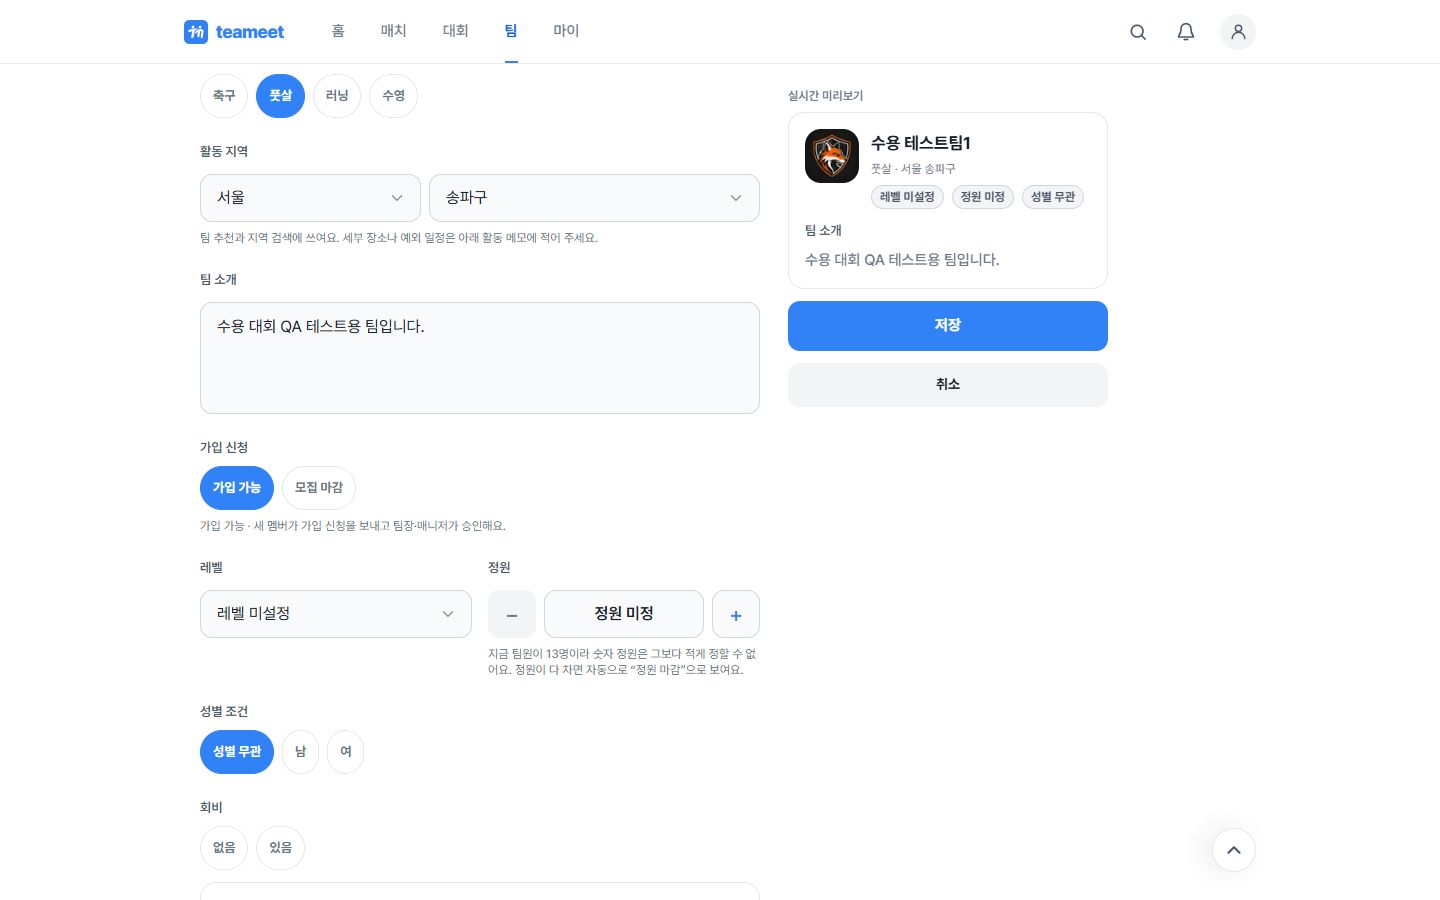 teameet
홈
매치
대회
팀
마이
축구
풋살
러닝
수영
활동 지역
서울
송파구
팀 추천과 지역 검색에 쓰여요. 세부 장소나 예외 일정은 아래 활동 메모에 적어 주세요.
팀 소개
수용 대회 QA 테스트용 팀입니다.
가입 신청
가입 가능
모집 마감
가입 가능 · 새 멤버가 가입 신청을 보내고 팀장·매니저가 승인해요.
레벨
레벨 미설정
정원
−
정원 미정
+
지금 팀원이 13명이라 숫자 정원은 그보다 적게 정할 수 없
어요. 정원이 다 차면 자동으로 “정원 마감”으로 보여요.
성별 조건
성별 무관
남
여
회비
없음
있음
실시간 미리보기
수용 테스트팀1
풋살 · 서울 송파구
레벨 미설정
정원 미정
성별 무관
팀 소개
수용 대회 QA 테스트용 팀입니다.
저장
취소